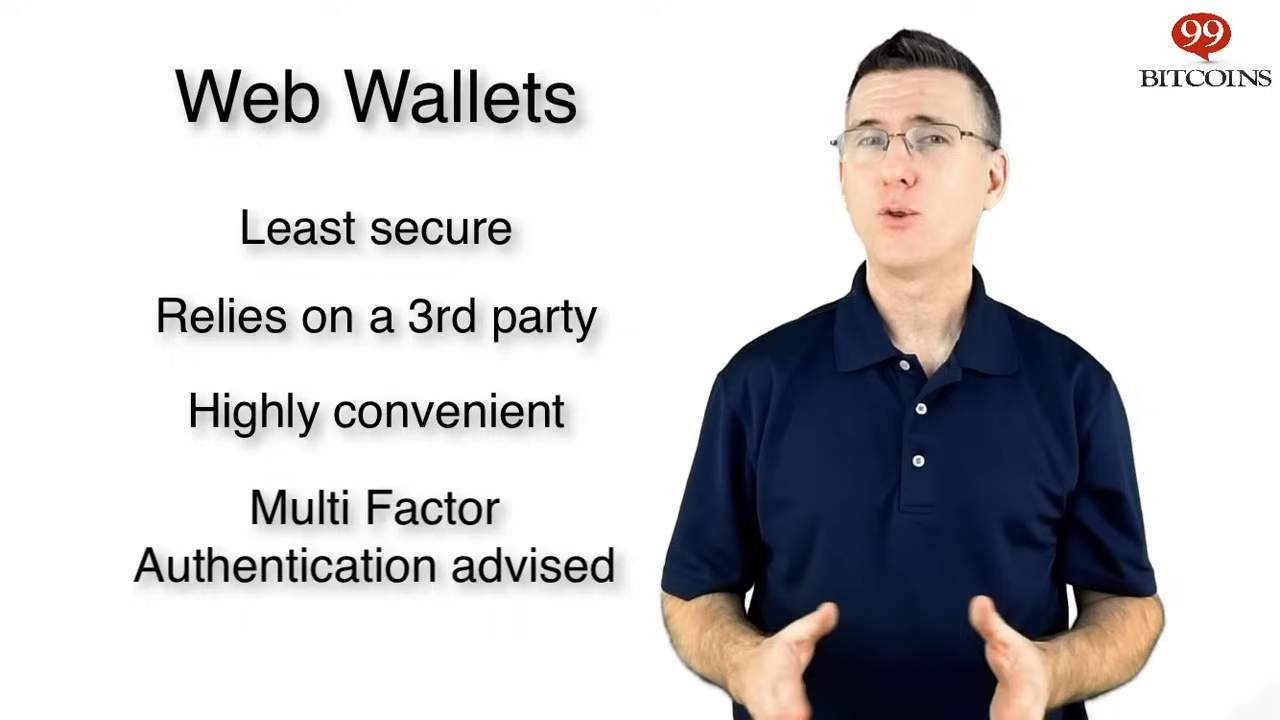 Web Wallets
Least secure
Relies on a 3rd party
Highly convenient
Multi Factor
Authentication advised
99
BITCOINS